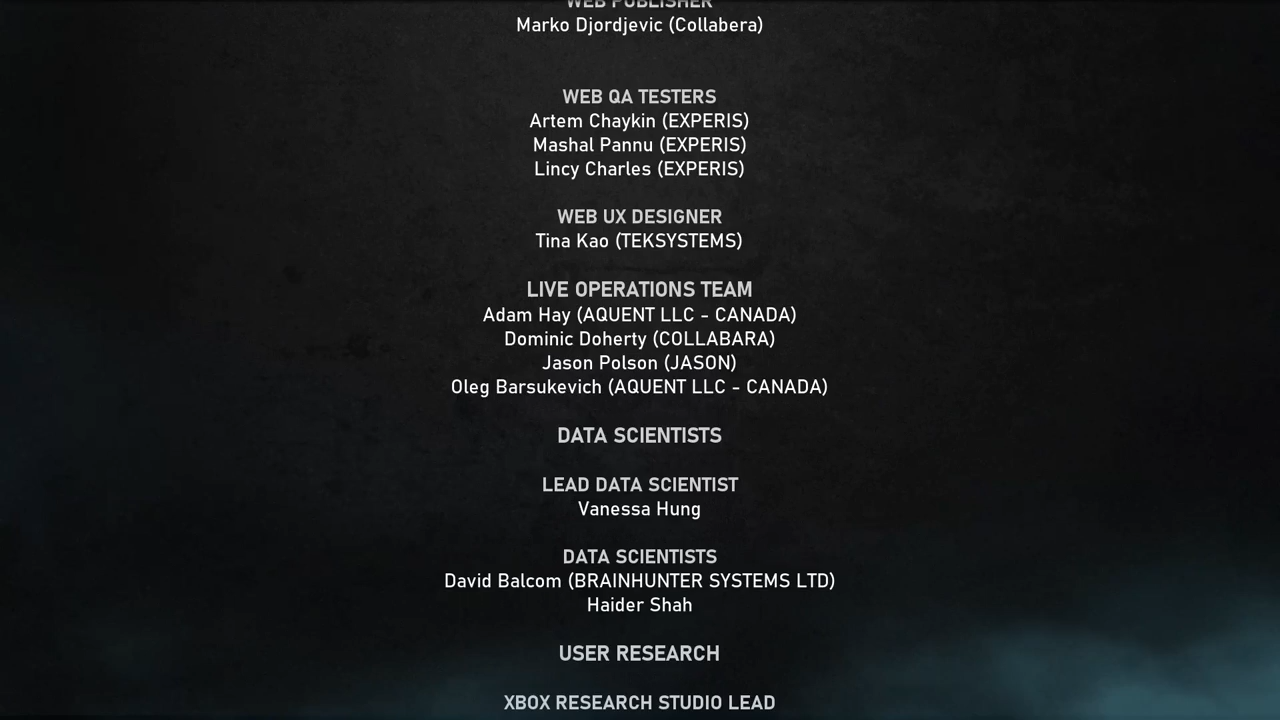 WEB PUBLISHER
Marko Djordjevic (Collabera)
WEB QA TESTERS
Artem Chaykin (EXPERIS)
Mashal Pannu (EXPERIS)
Lincy Charles (EXPERIS)
WEB UX DESIGNER
Tina Kao (TEKSYSTEMS)
LIVE OPERATIONS TEAM
Adam Hay (AQUENT LLC - CANADA)
Dominic Doherty (COLLABARA)
Jason Polson (JASON)
Oleg Barsukevich (AQUENT LLC - CANADA)
DATA SCIENTISTS
LEAD DATA SCIENTIST
Vanessa Hung
DATA SCIENTISTS
David Balcom (BRAINHUNTER SYSTEMS LTD)
Haider Shah
USER RESEARCH
XBOX RESEARCH STUDIO LEAD